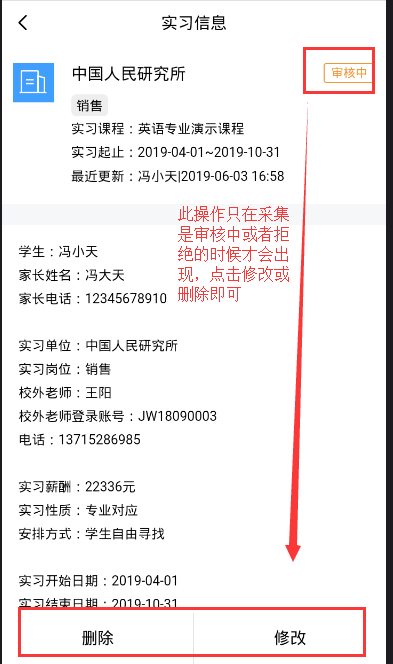 实习信息
中国人民研究所
审核中
销售
实习课程：英语专业演示课程
实习起止：2019-04-01~2019-10-31
最近更新：冯小天|2019-06-03 16:58
此操作只在采集
是审核中或者拒
绝的时候才会出
现，点击修改或
删除即可
学生：冯小天
家长姓名：冯大天
家长电话：12345678910
实习单位：中国人民研究所
实习岗位：销售
校外老师：王阳
校外老师登录账号：JW18090003
电话：13715286985
实习薪酬：22336元
实习性质：专业对应
安排方式：学生自由寻找
实习开始日期：2019-04-01
实习结束日期：2019-10-31
删除
修改